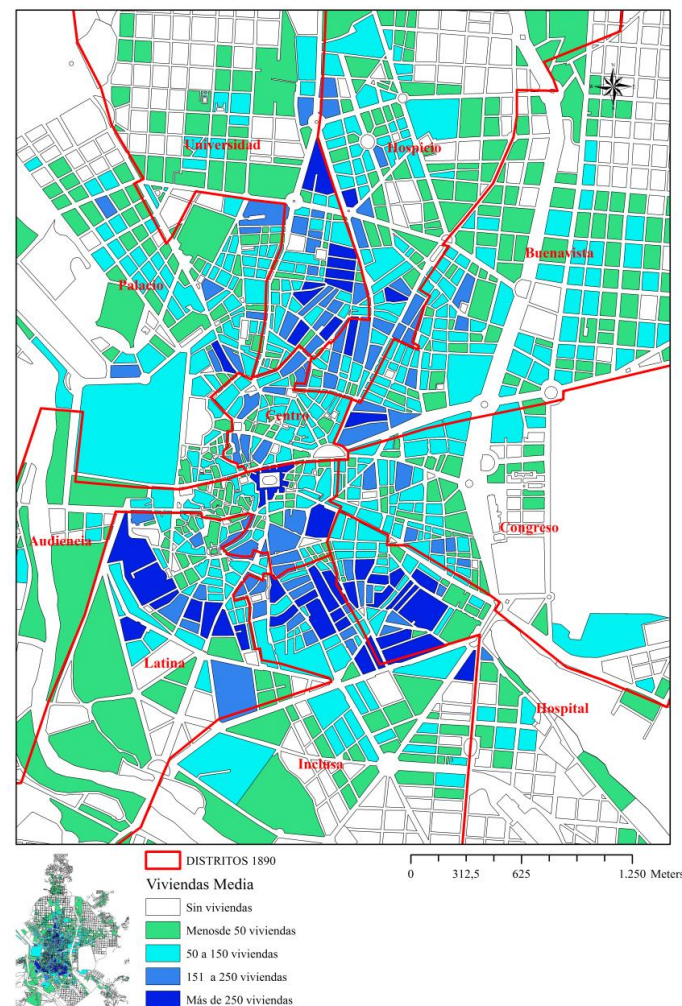 Universidad
Hospicio
Buenavista
Palacio
Centro
Congreso
Audiencia
Latina
Hospital
Inclusa
DISTRITOS 1890
0 312,5 625 1.250 Meters
Viviendas Media
Sin viviendas
Menosde 50 viviendas
50 a 150 viviendas
151 a 250 viviendas
Más de 250 viviendas